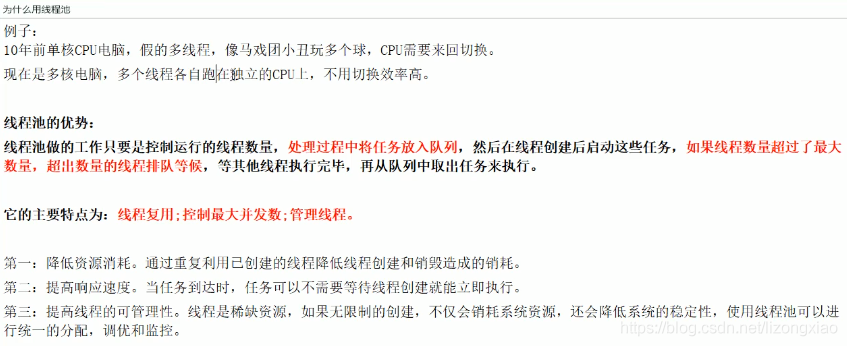 为什么用线程池
例子:
10年前单核CPU电脑，假的多线程，像马戏团小丑玩多个球，CPU需要来回切换。
现在是多核电脑，多个线程各自跑在独立的CPU上，不用切换效率高。
线程池的优势:
线程池做的工作只要是控制运行的线程数量，处理过程中将任务放入队列，然后在线程创建后启动这些任务，如果线程数量超过了最大
数量，超出数量的线程排队等候，等其他线程执行完毕，再从队列中取出任务来执行。
它的主要特点为: 线程复用;控制最大并发数;管理线程。
第一: 降低资源消耗。通过重复利用已创建的线程降低线程创建和销毁造成的销耗。
第二: 提高响应速度。当任务到达时，任务可以不需要等待线程创建就能立即执行。
第三: 提高线程的可管理性。线程是稀缺资源，如果无限制的创建，不仅会销耗系统资源，还会降低系统的稳定性，使用线程池可以进
行统一的分配，调优和监控。
https://blog.csdn.net/lizongxiao